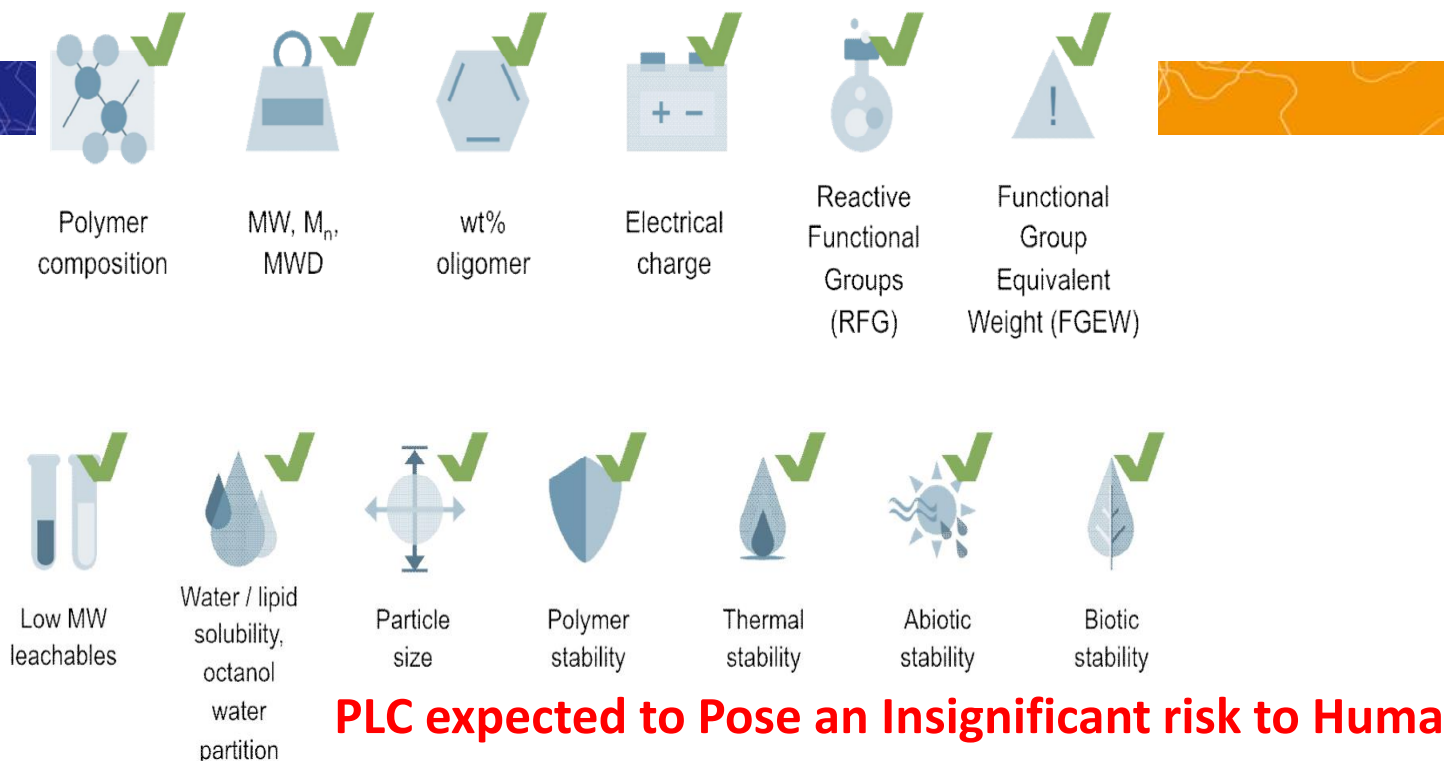 Polymer
composition
MW, Mn,
MWD
wt%
oligomer
Electrical
charge
Reactive
Functional
Groups
(RFG)
Functional
Group
Equivalent
Weight (FGEW)
Low MW
leachables
Water / lipid
solubility,
octanol
water
partition
Particle
size
Polymer
stability
Thermal
stability
Abiotic
stability
Biotic
stability
PLC expected to Pose an Insignificant risk to Huma